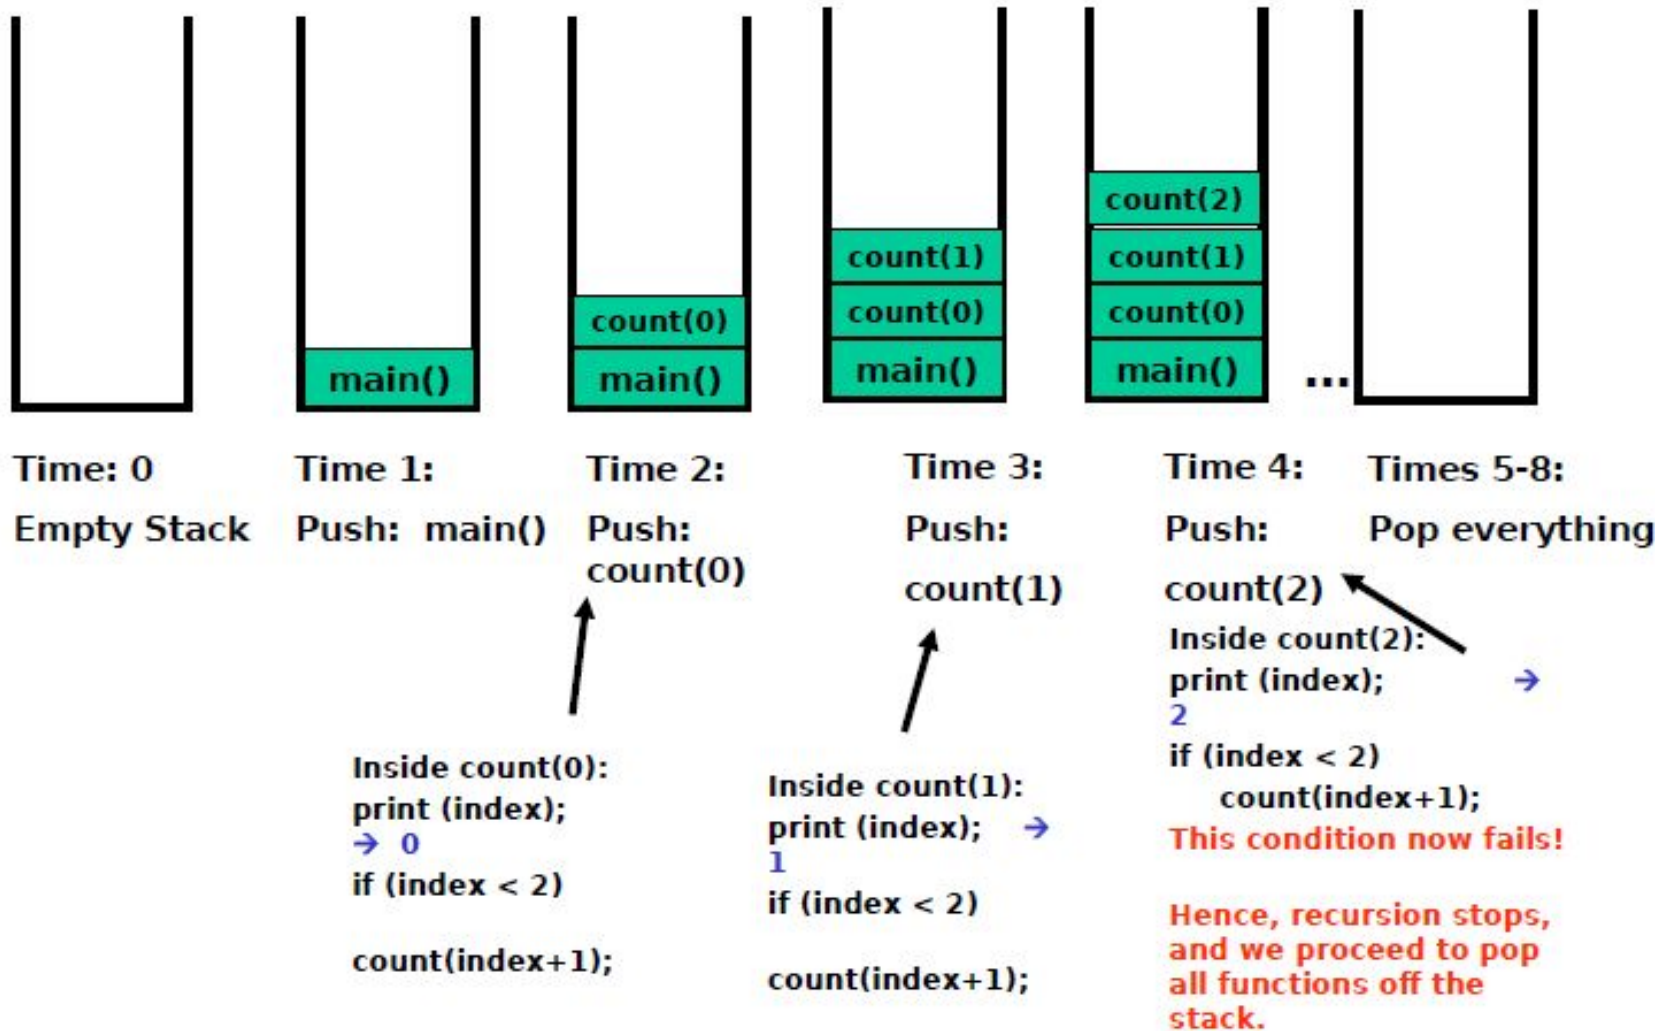 main()
count(0)
main()
count(1)
count(0)
main()
count(2)
count(1)
count(0)
main()
...
Time: 0
Empty Stack
Time 1:
Push: main()
Time 2:
Push:
count(0)
Time 3:
Push:
count(1)
Time 4:
Push:
count(2)
Times 5-8:
Pop everything
Inside count(0):
print (index);
→ 0
if (index < 2)
count(index+1);
Inside count(1):
print (index); →
1
if (index < 2)
count(index+1);
Inside count(2):
print (index); →
2
if (index < 2)
count(index+1);
This condition now fails!
Hence, recursion stops,
and we proceed to pop
all functions off the
stack.